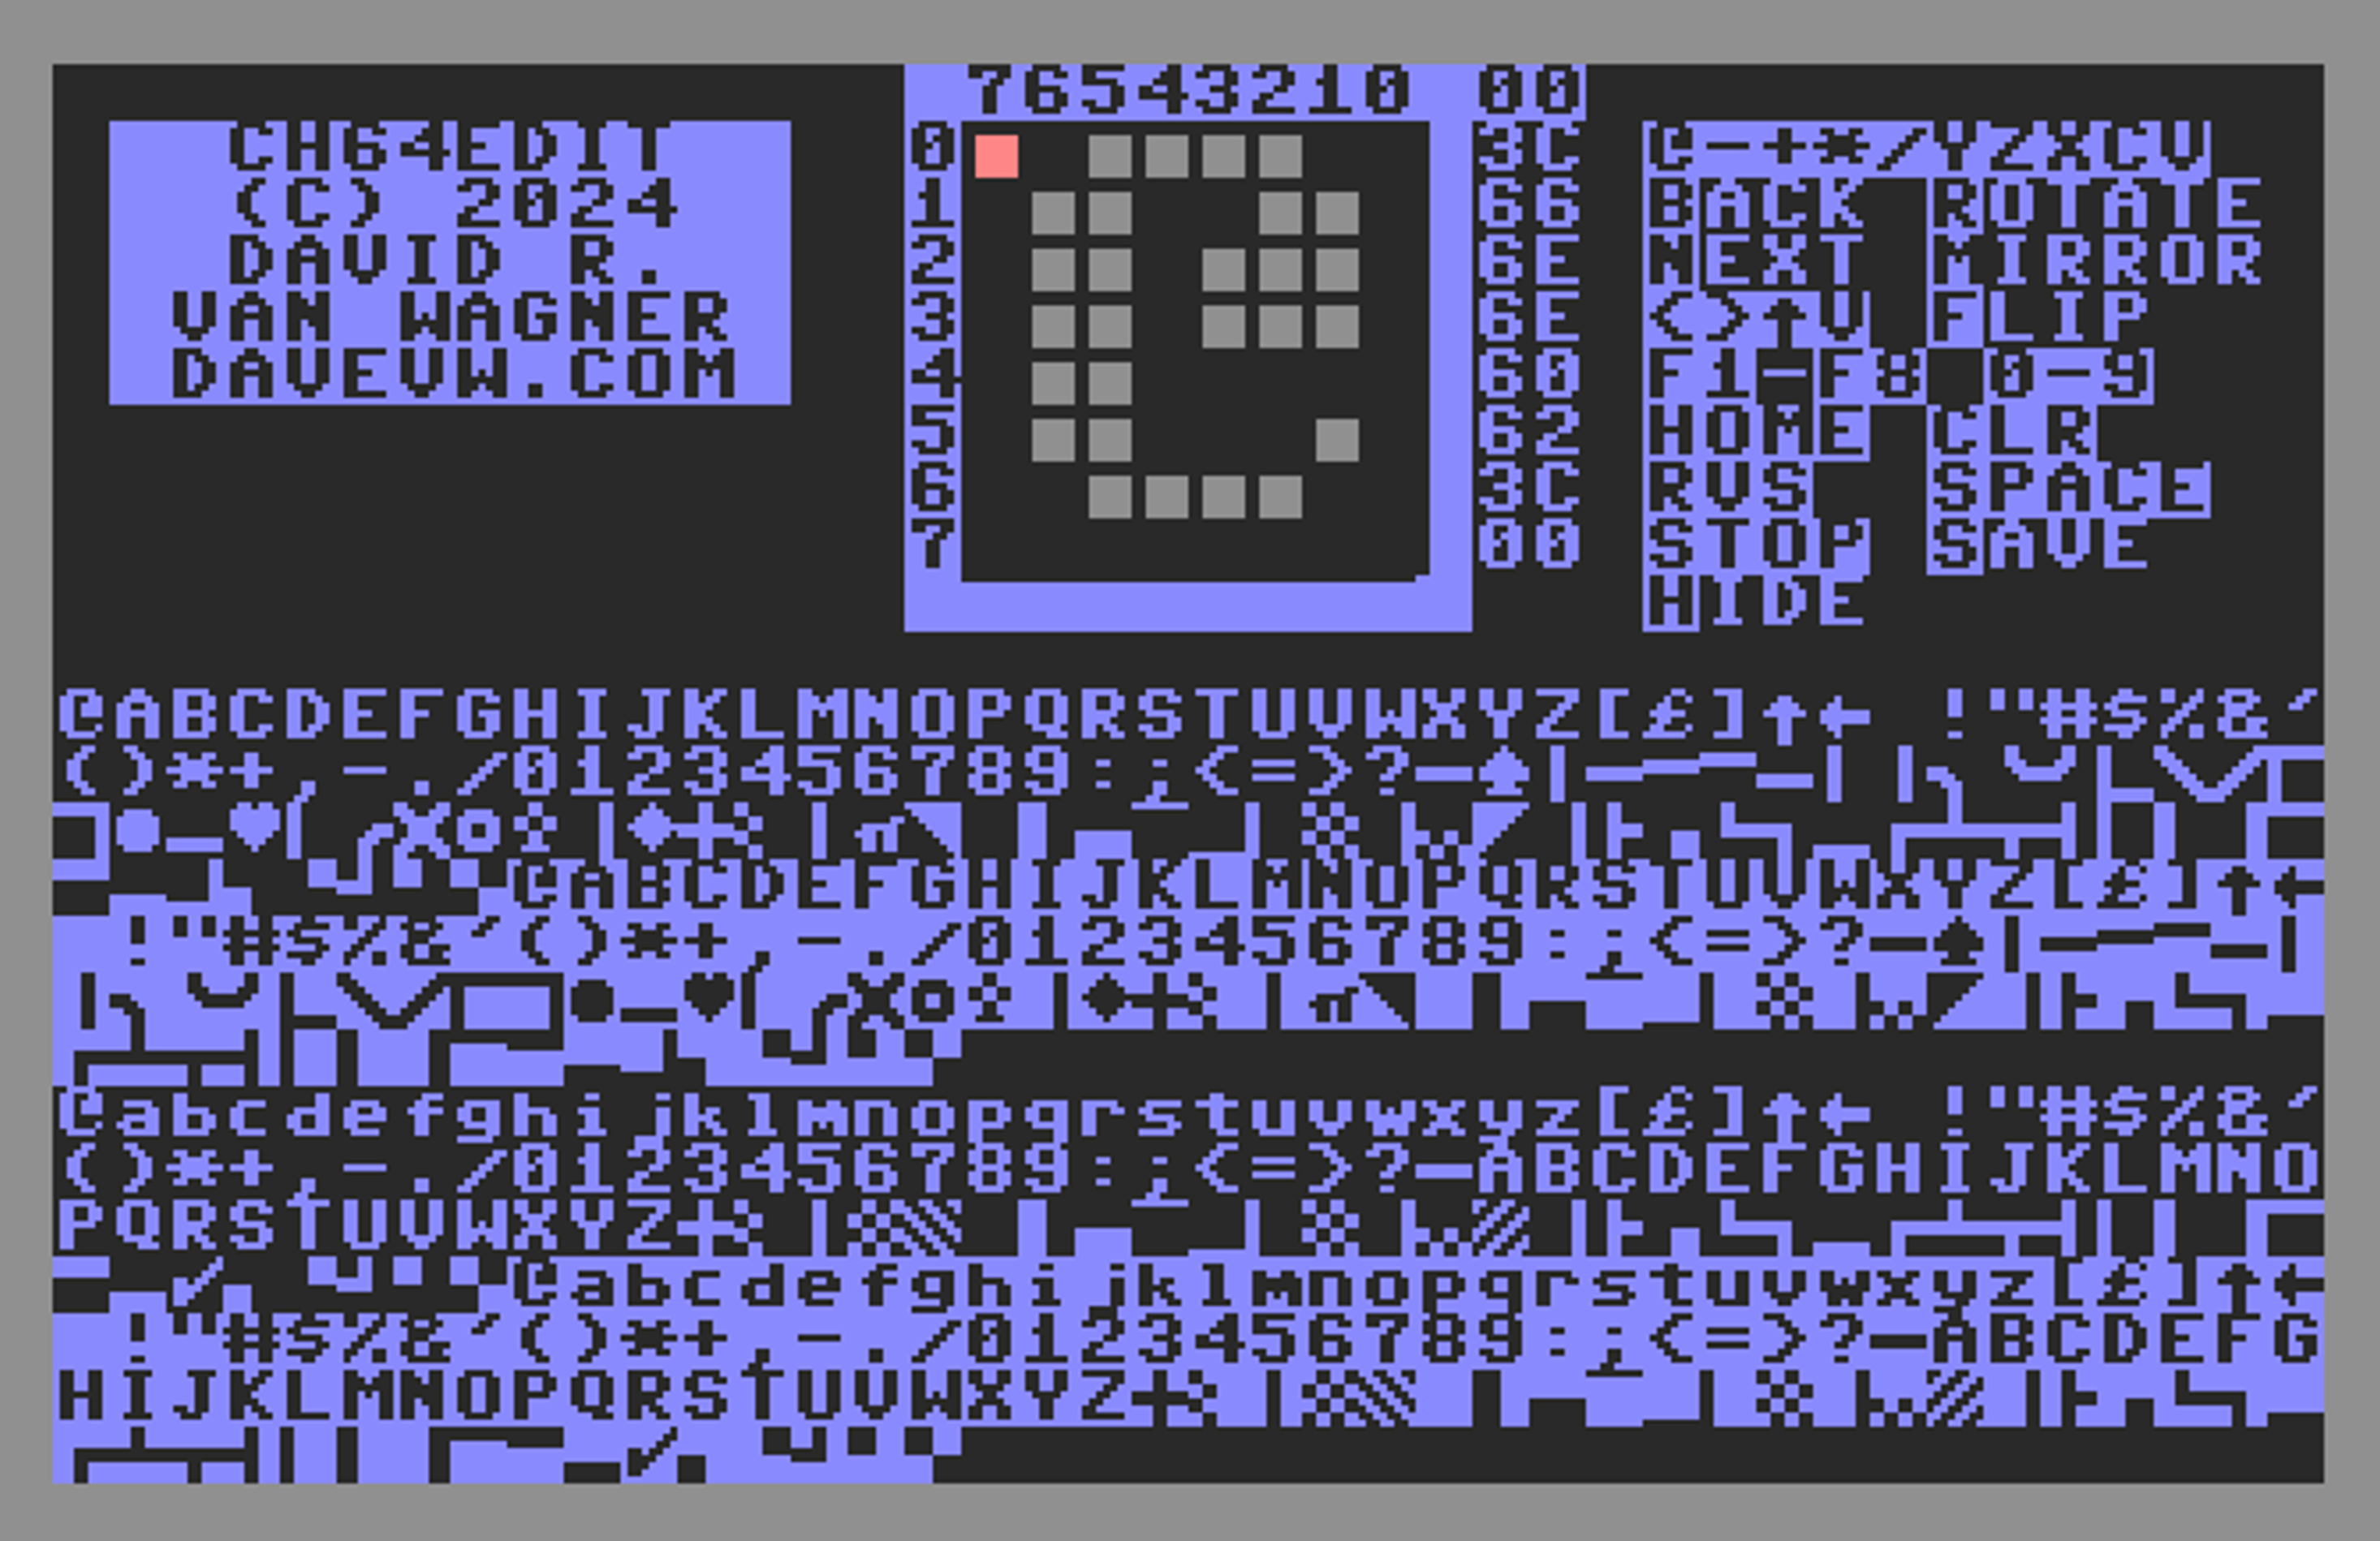 CH64EDIT
(C) 2024
DAVID R.
VAN WAGNER
DAVEVW.COM
76543210 00
0 3C
1 66
2 6E
3 6E
4 60
5 62
6 3C
7 00
@-+*/YZXCV
BACK ROTATE
NEXT MIRROR
<>↑V FLIP
F1-F8 0-9
HOME CLR
RVS SPACE
STOP SAVE
HIDE
@ABCDEFGHIJKLMNOPQRSTUVWXYZ[£]↑← !"#$%&'
()*+,-./0123456789:;<=>?
@ABCDEFGHIJKLMNOPQRSTUVWXYZ[£]↑←
!"#$%&'()*+,-./0123456789:;<=>?
@abcdefghijklmnopqrstuvwxyz[£]↑← !"#$%&'
()*+,-./0123456789:;<=>?─ABCDEFGHIJKLMNO
PQRSTUVWXYZ
@abcdefghijklmnopqrstuvwxyz[£]↑←
!"#$%&'()*+,-./0123456789:;<=>?─ABCDEFG
HIJKLMNOPQRSTUVWXYZ